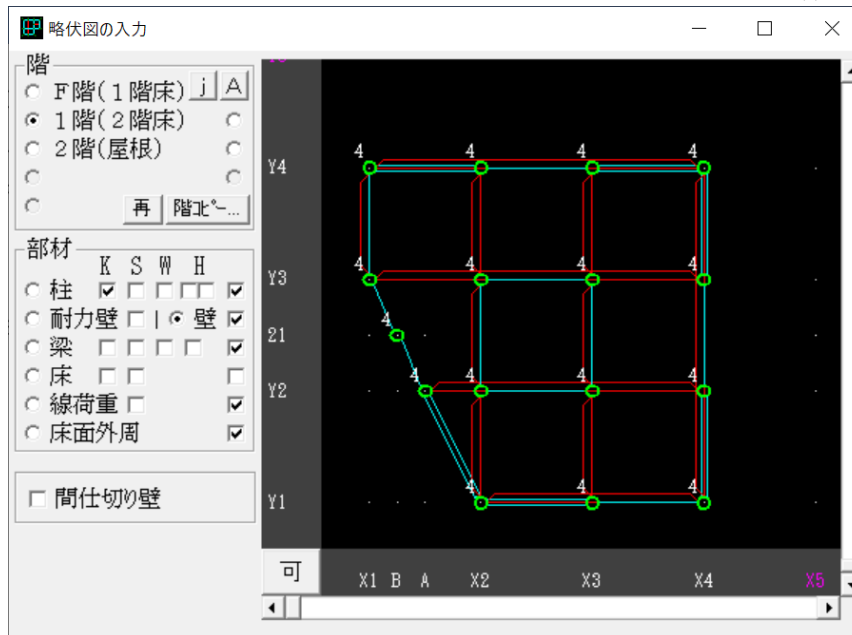 略伏図の入力
階
F階(1階床) j A
1階(2階床)
2階(屋根)
再 階ｺﾋﾟｰ...
部材
K S W H
柱
耐力壁 | 壁
梁
床
線荷重
床面外周
間仕切り壁
Y4 4 4 4 4
Y3 4 4 4 4
21 4
Y2 4 4 4 4
Y1 4 4 4
可 X1 B A X2 X3 X4 X5